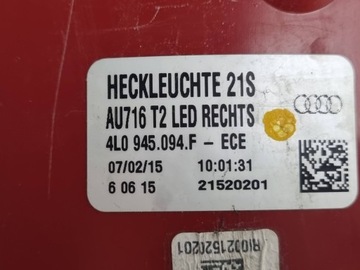 HECKLEUCHTE 21S
AU716 T2 LED RECHTS
4L0 945.094.F - ECE
07/02/15 10:01:31
6 06 15 21520201
RI0021520201